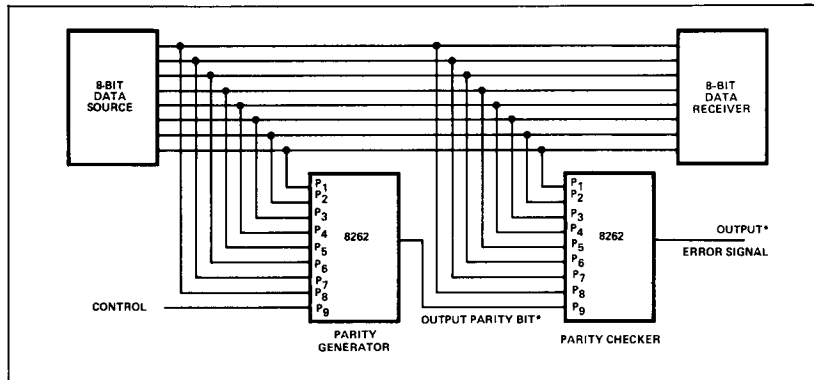 8-BIT
DATA
SOURCE
8-BIT
DATA
RECEIVER
P1
P2
P3
P4
P5
P6
P7
P8
P9
8262
P1
P2
P3
P4
P5
P6
P7
P8
P9
8262
OUTPUT*
ERROR SIGNAL
CONTROL
OUTPUT PARITY BIT*
PARITY
GENERATOR
PARITY CHECKER